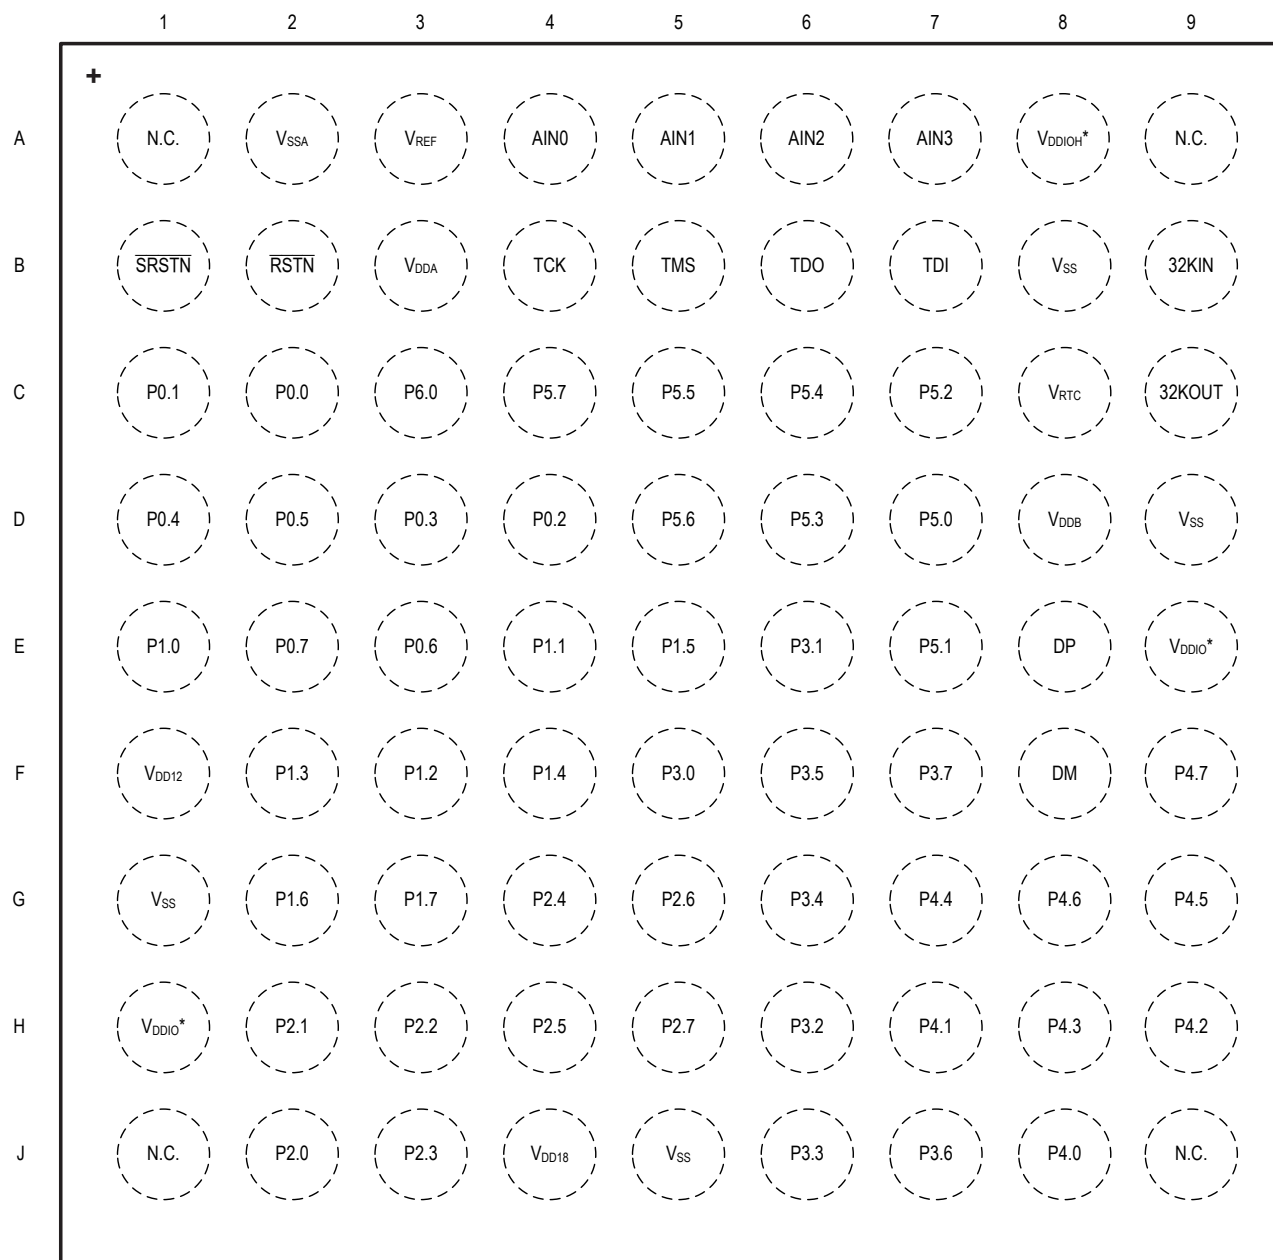 1 2 3 4 5 6 7 8 9
+
A N.C. VSSA VREF AIN0 AIN1 AIN2 AIN3 VDDIOH* N.C.
B SRSTN RSTN VDDA TCK TMS TDO TDI VSS 32KIN
C P0.1 P0.0 P6.0 P5.7 P5.5 P5.4 P5.2 VRTC 32KOUT
D P0.4 P0.5 P0.3 P0.2 P5.6 P5.3 P5.0 VDDB VSS
E P1.0 P0.7 P0.6 P1.1 P1.5 P3.1 P5.1 DP VDDIO*
F VDD12 P1.3 P1.2 P1.4 P3.0 P3.5 P3.7 DM P4.7
G VSS P1.6 P1.7 P2.4 P2.6 P3.4 P4.4 P4.6 P4.5
H VDDIO* P2.1 P2.2 P2.5 P2.7 P3.2 P4.1 P4.3 P4.2
J N.C. P2.0 P2.3 VDD18 VSS P3.3 P3.6 P4.0 N.C.